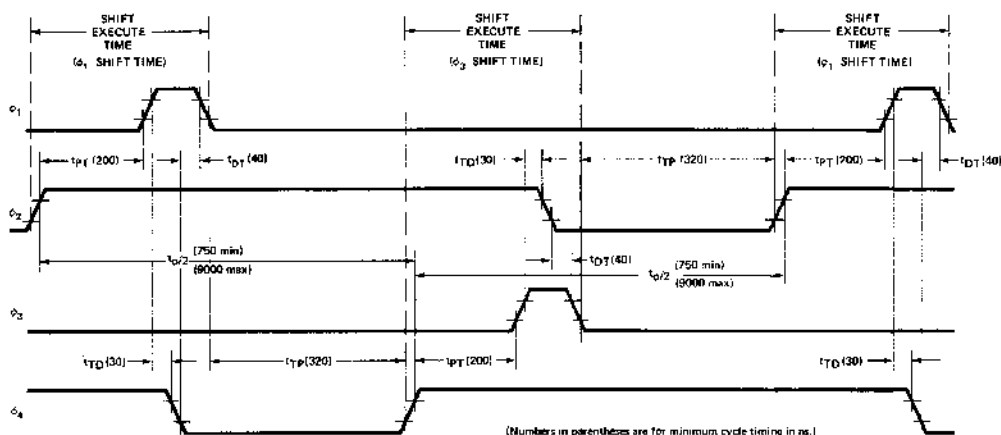 SHIFT
EXECUTE
TIME
(ϕ1 SHIFT TIME)
SHIFT
EXECUTE
TIME
(ϕ3 SHIFT TIME)
SHIFT
EXECUTE
TIME
(ϕ1 SHIFT TIME)
ϕ1
tPT (200)
tDT (40)
tTD (30)
tTP (320)
tPT (200)
tDT (40)
ϕ2
to/2 (750 min)
(9000 max)
tDT (40)
to/2 (750 min)
(9000 max)
ϕ3
tTD (30)
tTP (320)
tPT (200)
tTD (30)
ϕ4
(Numbers in parentheses are for minimum cycle timing in ns.)